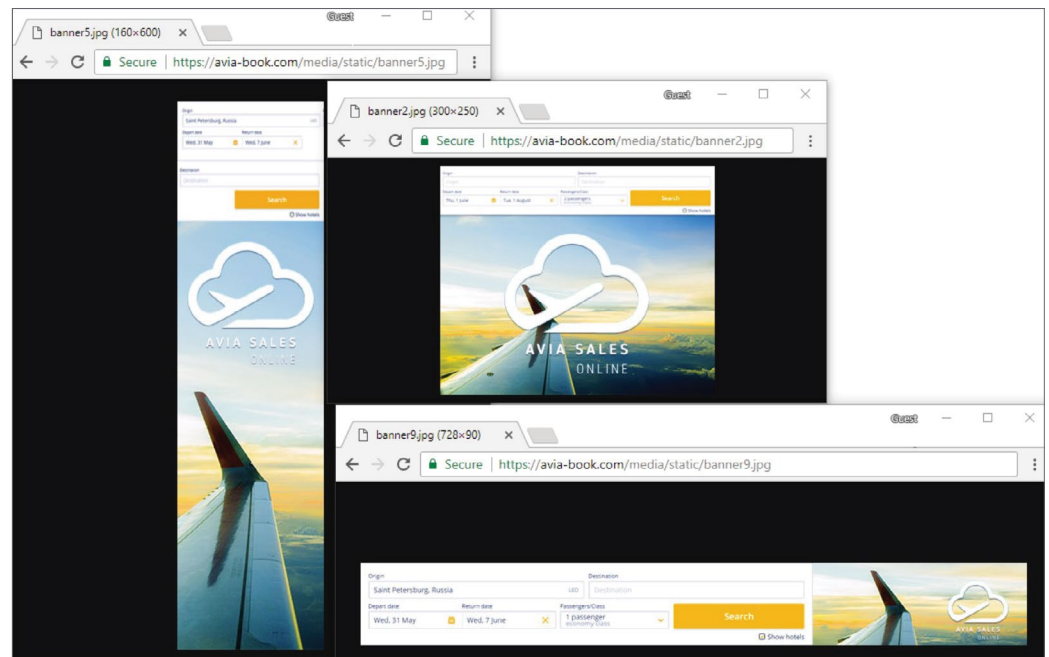 Guest
banner5.jpg (160×600)
Secure https://avia-book.com/media/static/banner5.jpg
Origin
Saint Petersburg, Russia LED
Depart date Return date
Wed, 31 May Wed, 7 June
Destination
Destination
Search
Show hotels
AVIA SALES
ONLINE
Guest
banner2.jpg (300×250)
Secure https://avia-book.com/media/static/banner2.jpg
Origin Destination
Origin Destination
Depart date Return date Passengers/Class
Thu, 1 June Tue, 1 August 2 passengers
economy class
Search
Show hotels
AVIA SALES
ONLINE
Guest
banner9.jpg (728×90)
Secure https://avia-book.com/media/static/banner9.jpg
Origin Destination
Saint Petersburg, Russia LED Destination
Depart date Return date Passengers/Class
Wed, 31 May Wed, 7 June 1 passenger
economy class
Search
Show hotels
AVIA SALES
ONLINE